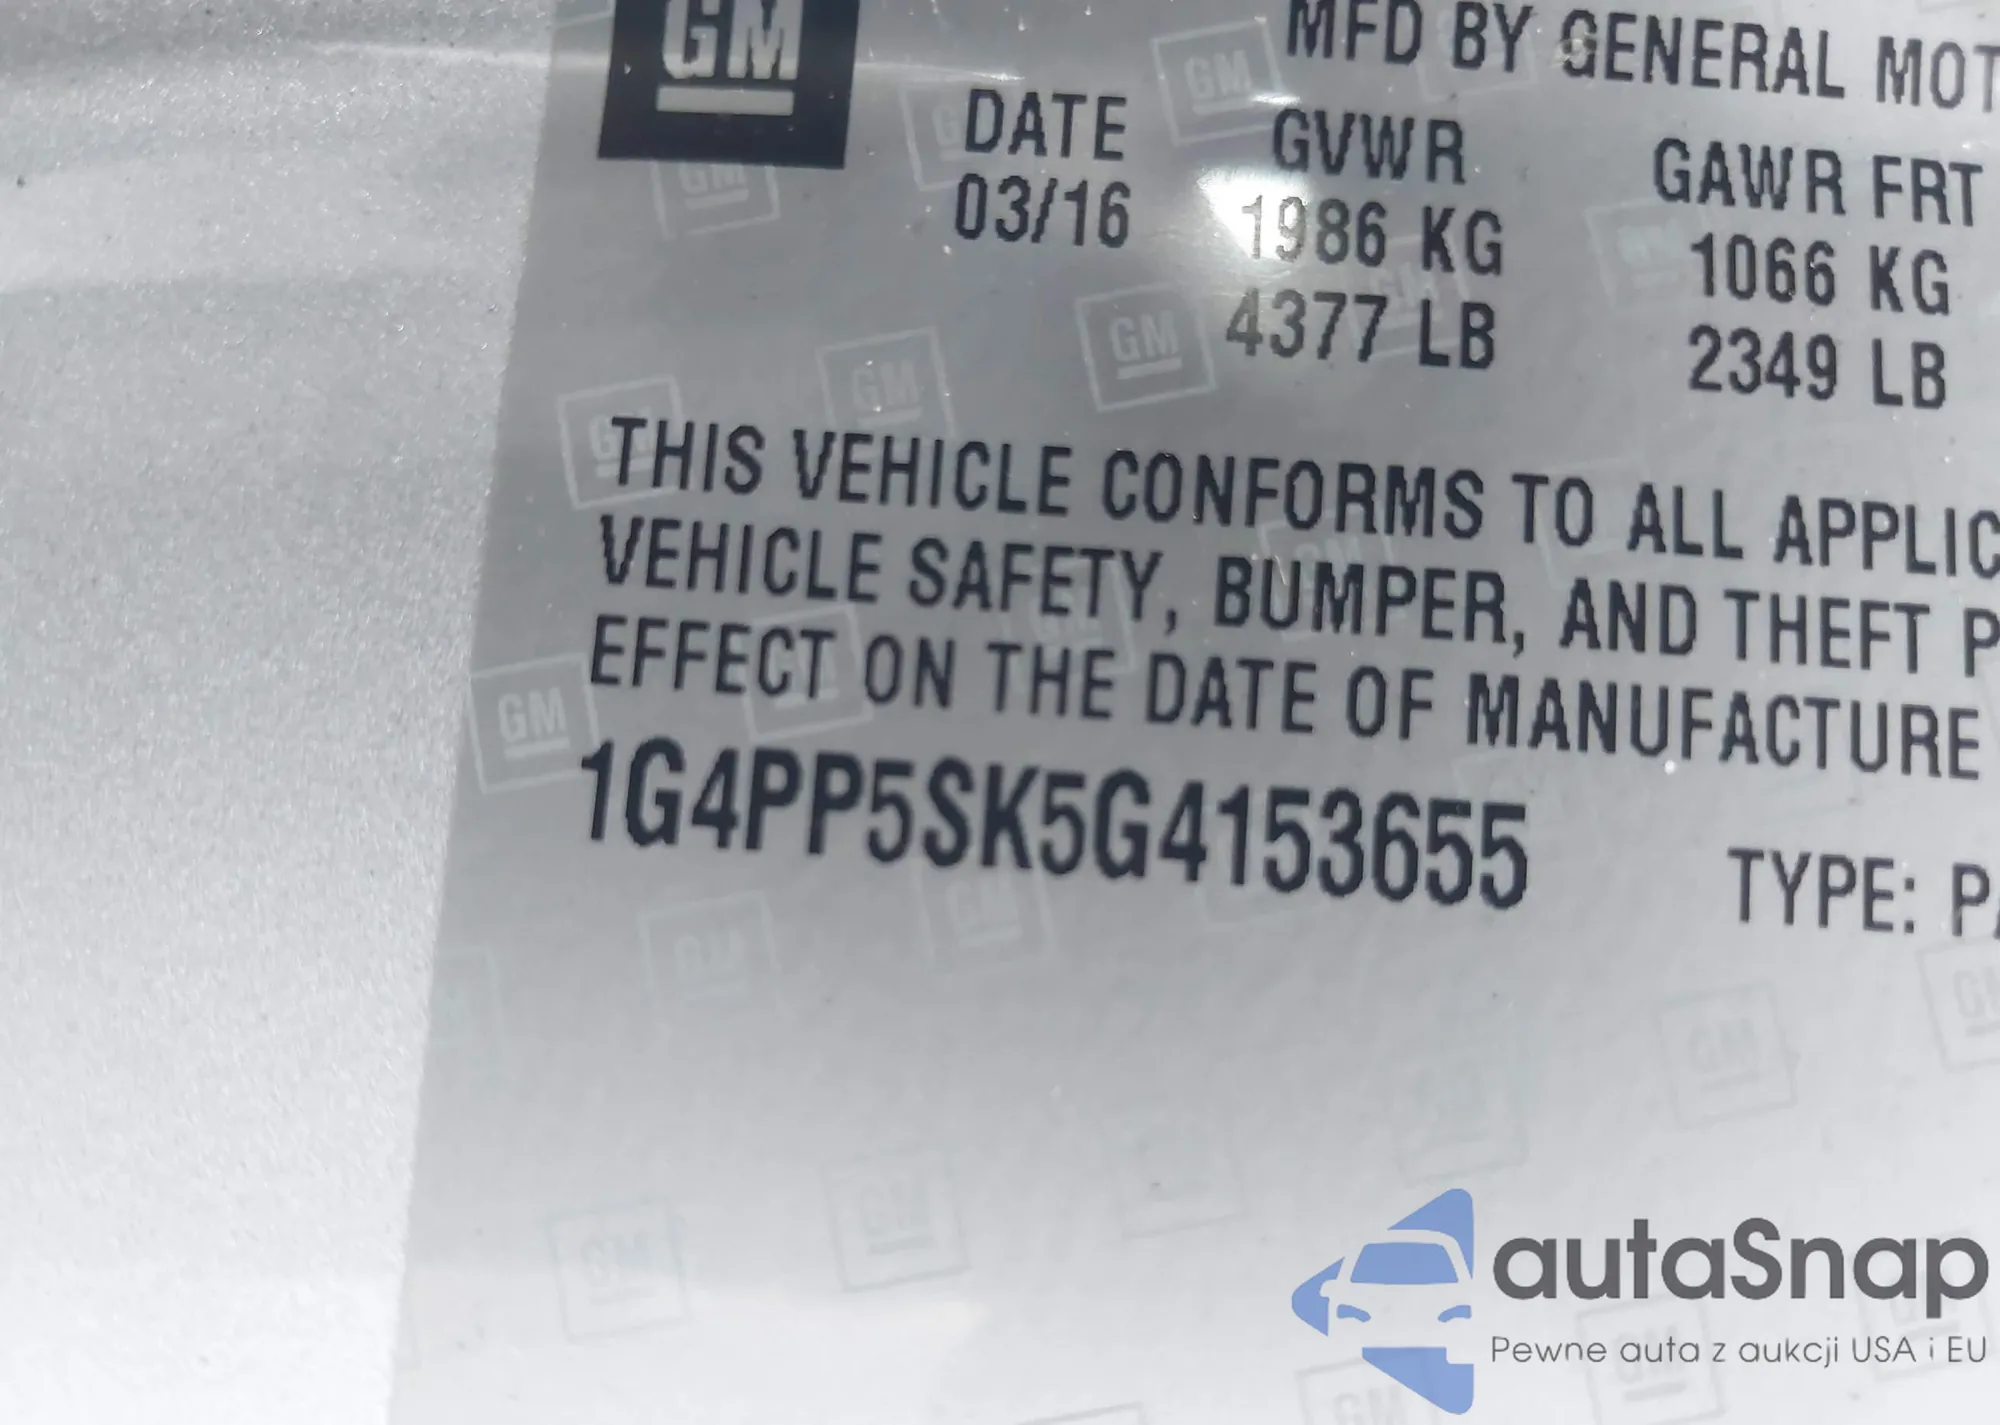 GM
MFD BY GENERAL MOT
DATE GVWR GAWR FRT
03/16 1986 KG 1066 KG
4377 LB 2349 LB
THIS VEHICLE CONFORMS TO ALL APPLIC
VEHICLE SAFETY, BUMPER, AND THEFT P
EFFECT ON THE DATE OF MANUFACTURE
1G4PP5SK5G4153655
TYPE: PA
autaSnap
Pewne auta z aukcji USA i EU